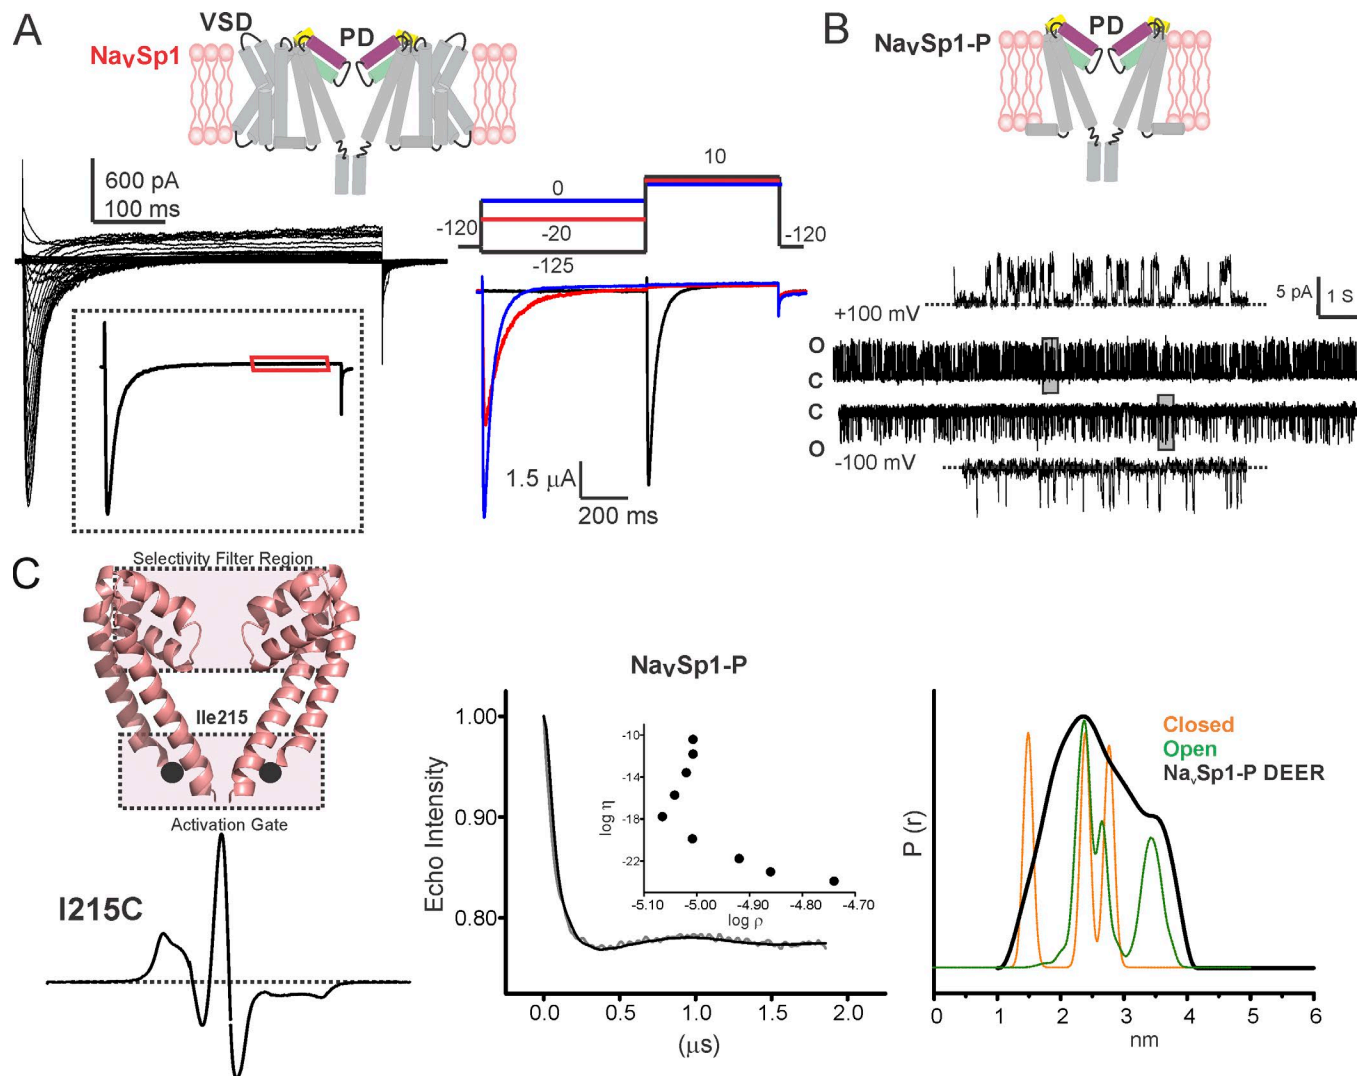 A
VSD
PD
NavSp1
600 pA
100 ms
10
0
-120
-20
-120
-125
1.5 μA
200 ms
B
PD
NavSp1-P
5 pA
1 S
+100 mV
O
C
C
O
-100 mV
C
Selectivity Filter Region
Ile215
Activation Gate
I215C
NavSp1-P
1.00
0.90
0.80
Echo Intensity
0.0
0.5
1.0
1.5
2.0
(μs)
-10
-14
-18
-22
log η
-5.10
-5.00
-4.90
-4.80
-4.70
log ρ
Closed
Open
NavSp1-P DEER
P (r)
0
1
2
3
4
5
6
nm